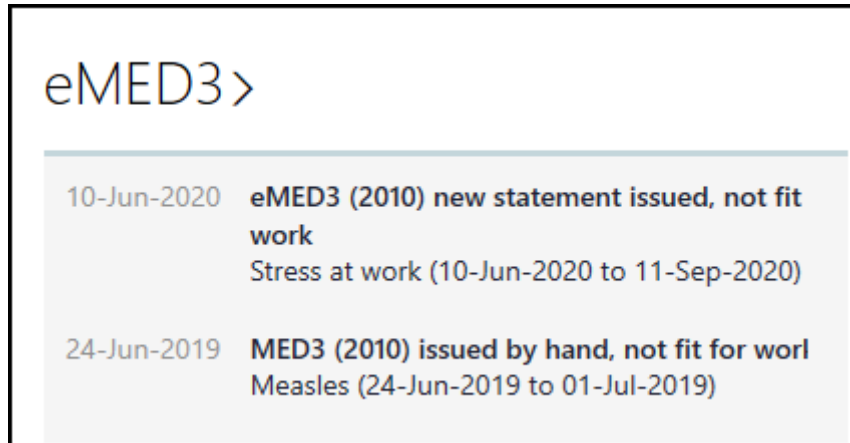 eMED3>
10-Jun-2020 eMED3 (2010) new statement issued, not fit
work
Stress at work (10-Jun-2020 to 11-Sep-2020)
24-Jun-2019 MED3 (2010) issued by hand, not fit for worl
Measles (24-Jun-2019 to 01-Jul-2019)